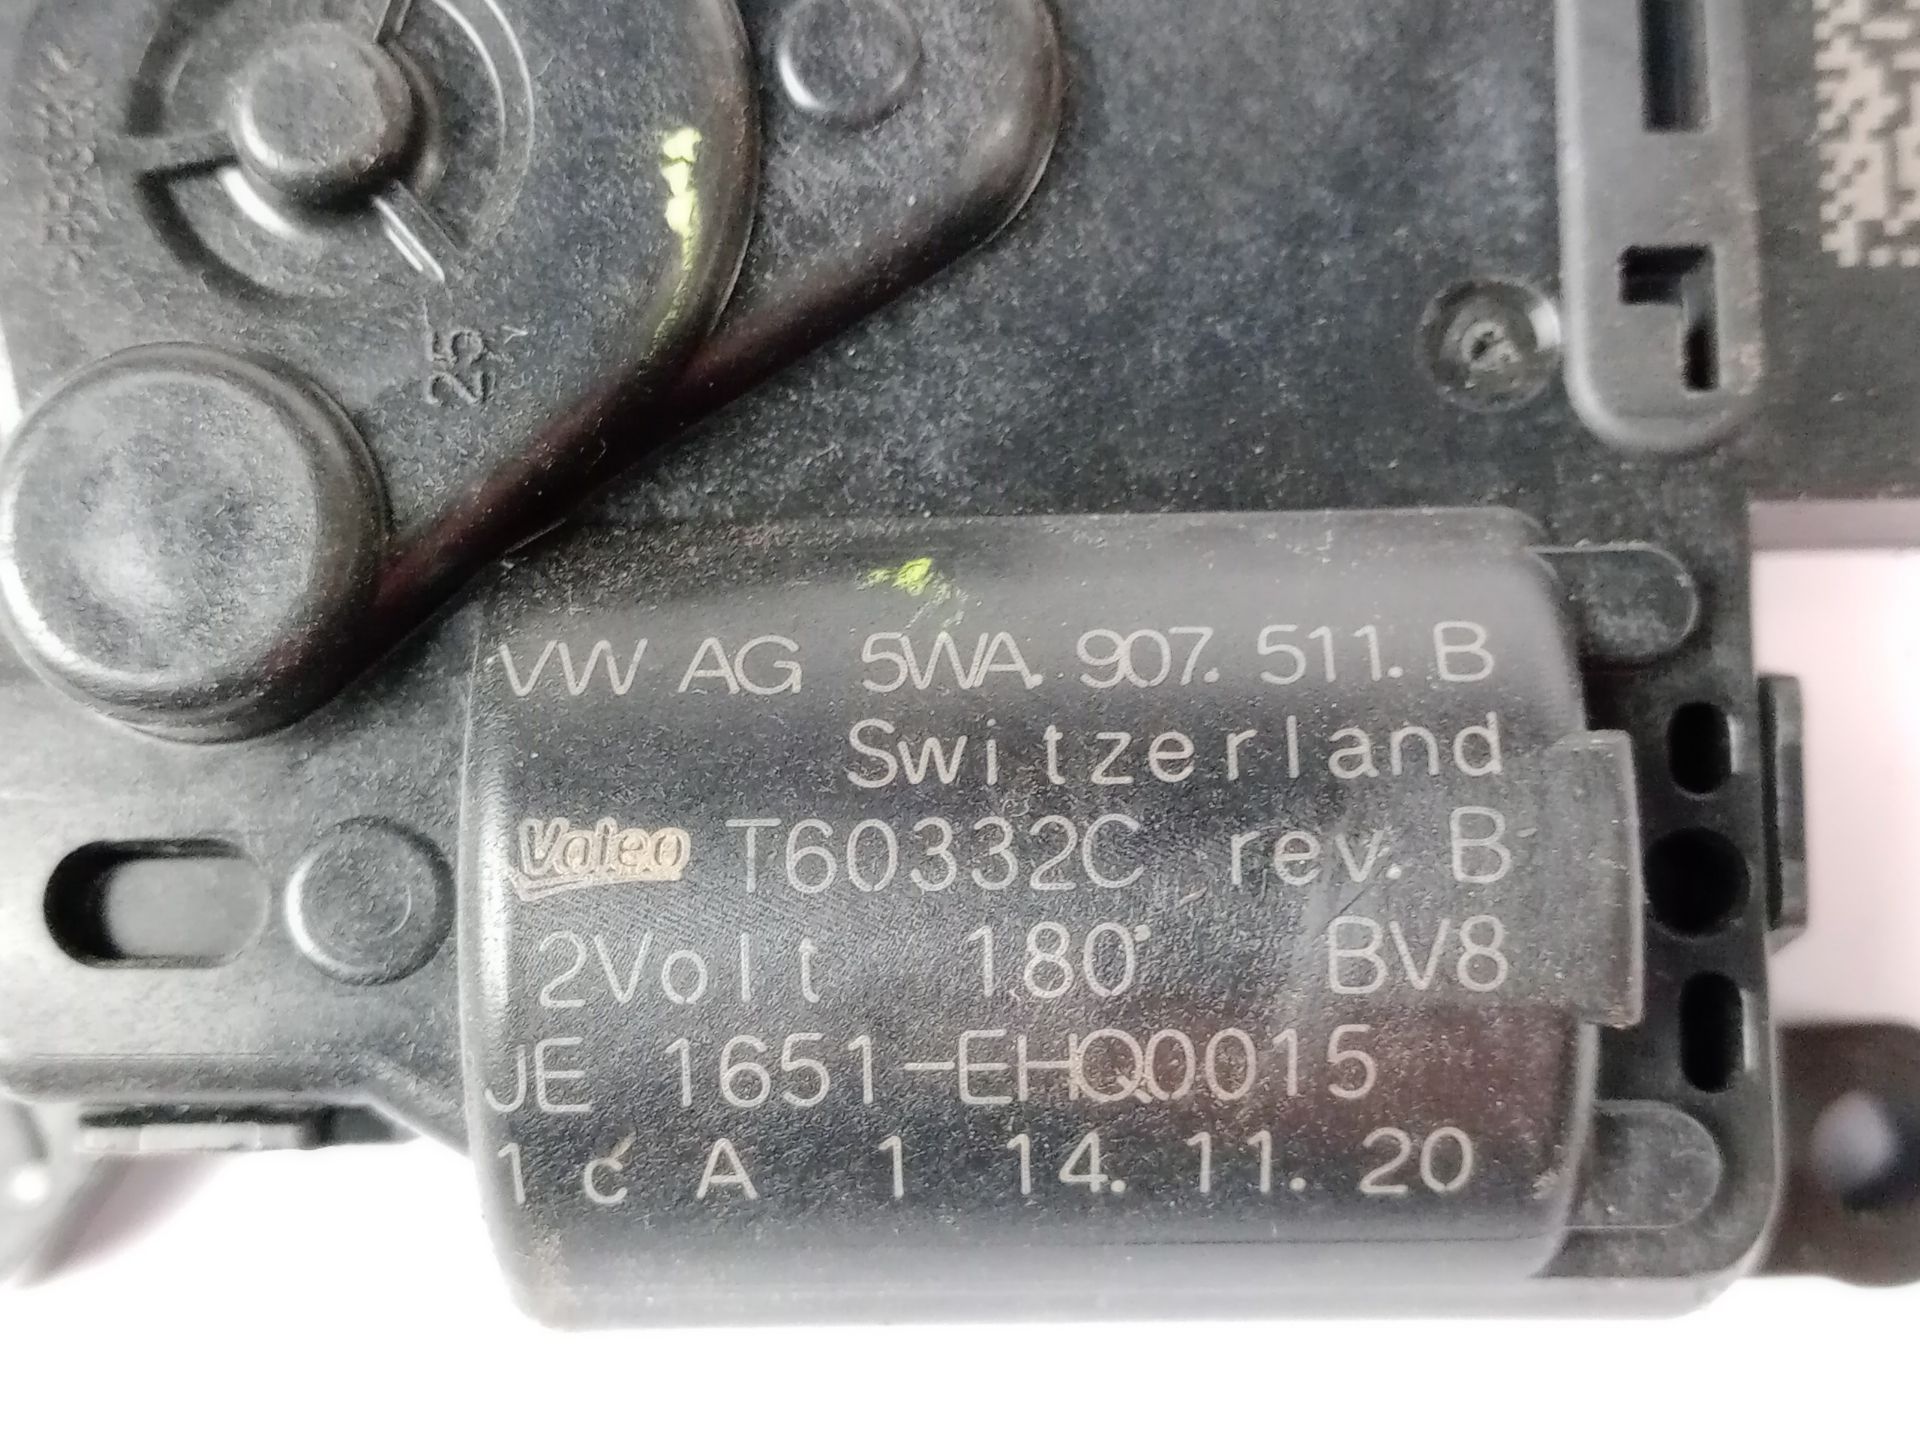 25
VW AG 5WA. 907. 511. B
Switzerland
Valeo T60332C rev. B
2Volt 180° BV8
JE 1651-EHQ0015
1 c A 1 14. 11. 20